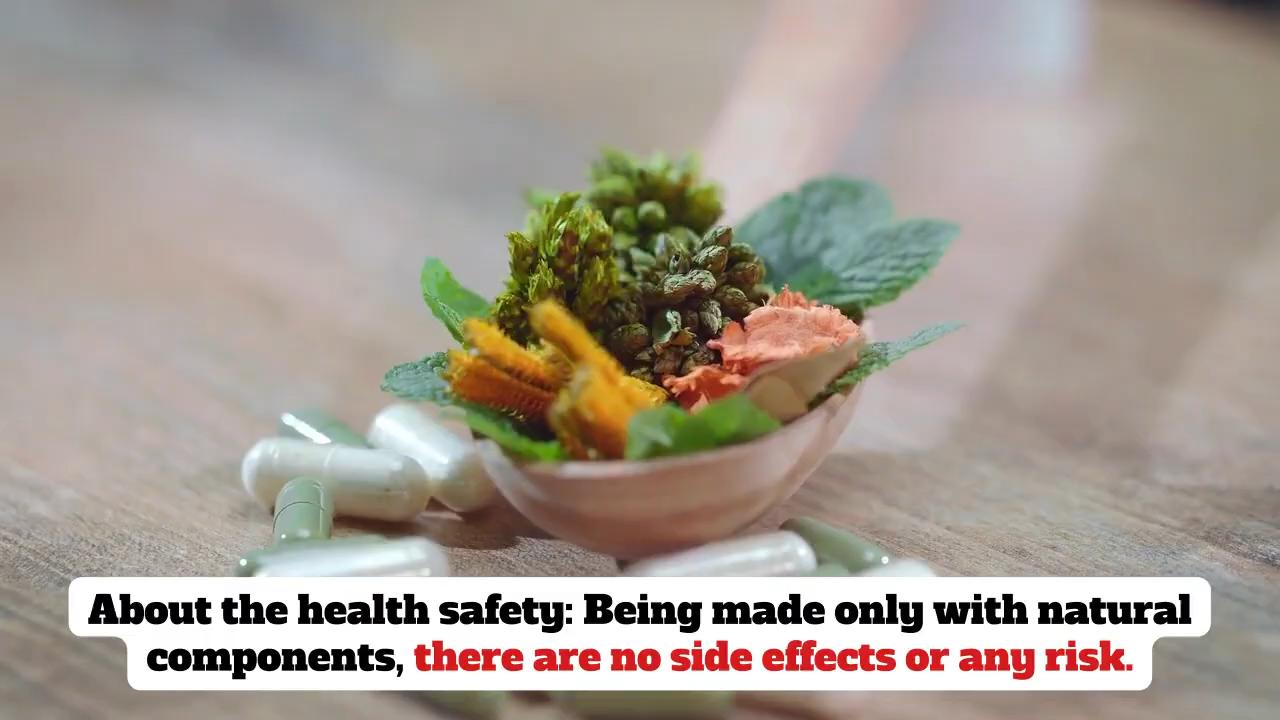 About the health safety: Being made only with natural
components, there are no side effects or any risk.